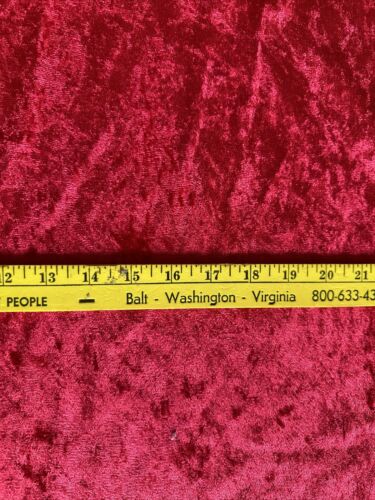 12 13 14 15 16 17 18 19 20 21
PEOPLE Balt - Washington - Virginia 800-633-43